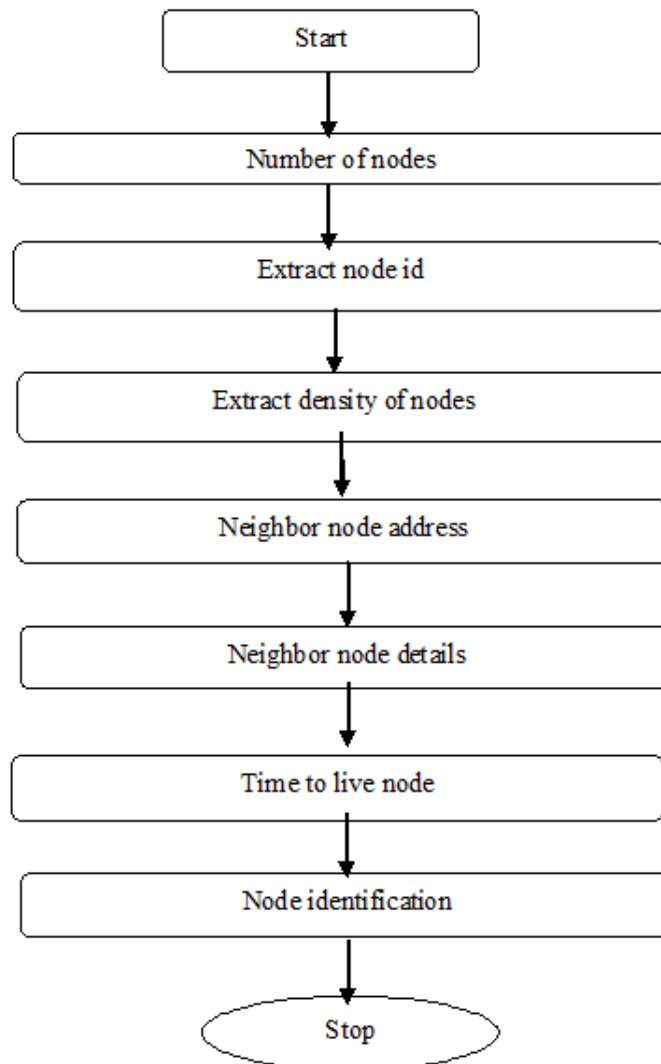 Start
Number of nodes
Extract node id
Extract density of nodes
Neighbor node address
Neighbor node details
Time to live node
Node identification
Stop